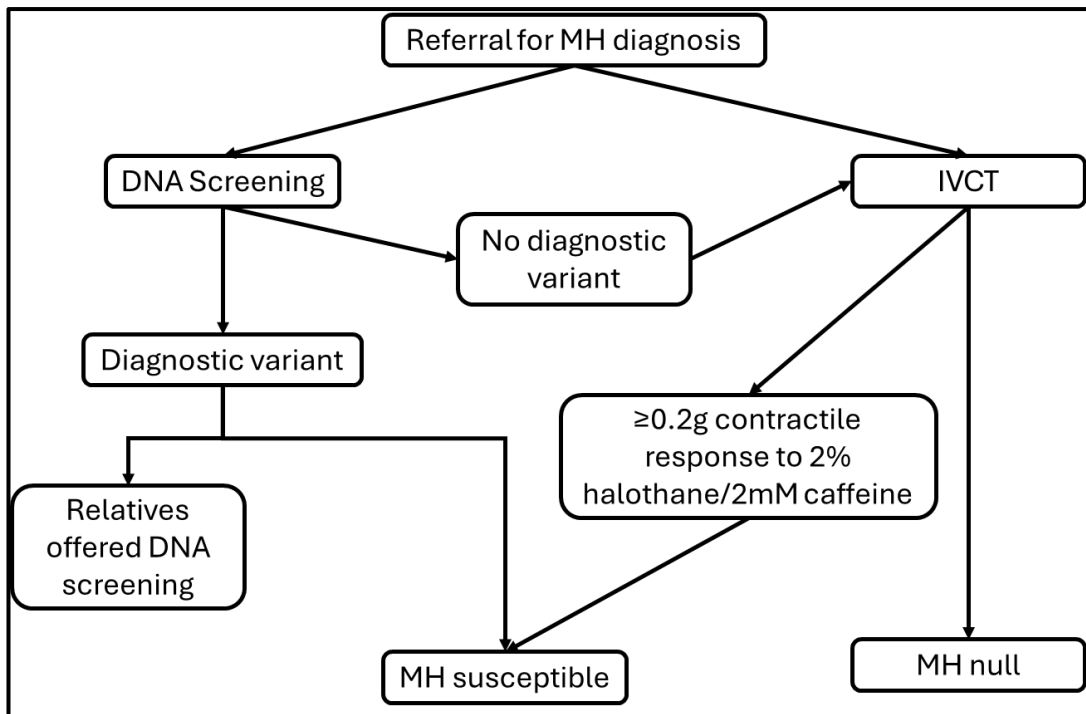 Referral for MH diagnosis
DNA Screening
IVCT
No diagnostic
variant
Diagnostic variant
≥0.2g contractile
response to 2%
halothane/2mM caffeine
Relatives
offered DNA
screening
MH susceptible
MH null